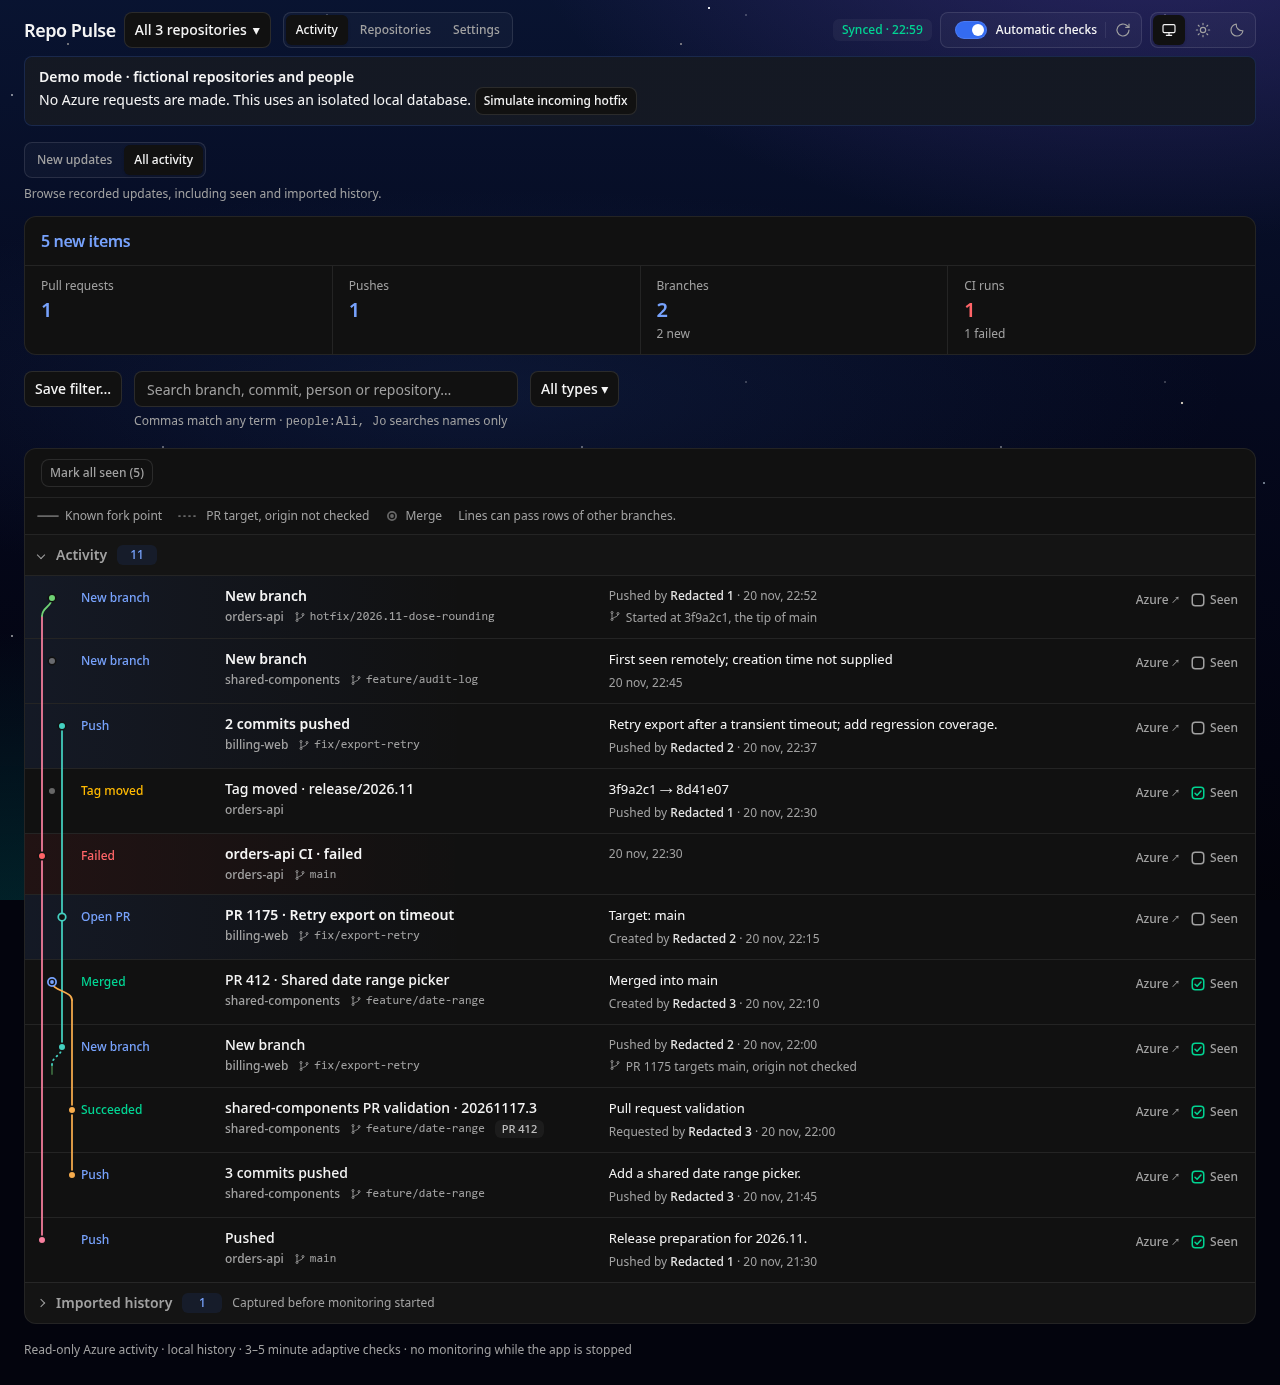 Repo Pulse All 3 repositories ▾ Activity Repositories Settings Synced · 22:59 Automatic checks
Demo mode · fictional repositories and people
No Azure requests are made. This uses an isolated local database. Simulate incoming hotfix
New updates All activity
Browse recorded updates, including seen and imported history.
5 new items
Pull requests Pushes Branches CI runs
1 1 2 1
2 new 1 failed
Save filter... Search branch, commit, person or repository... All types ▾
Commas match any term · people:Ali, Jo searches names only
Mark all seen (5)
Known fork point PR target, origin not checked Merge Lines can pass rows of other branches.
Activity 11
New branch New branch Pushed by Redacted 1 · 20 nov, 22:52 Azure ↗ Seen
orders-api hotfix/2026.11-dose-rounding Started at 3f9a2c1, the tip of main
New branch New branch First seen remotely; creation time not supplied Azure ↗ Seen
shared-components feature/audit-log 20 nov, 22:45
Push 2 commits pushed Retry export after a transient timeout; add regression coverage. Azure ↗ Seen
billing-web fix/export-retry Pushed by Redacted 2 · 20 nov, 22:37
Tag moved Tag moved · release/2026.11 3f9a2c1 → 8d41e07 Azure ↗ Seen
orders-api Pushed by Redacted 1 · 20 nov, 22:30
Failed orders-api CI · failed 20 nov, 22:30 Azure ↗ Seen
orders-api main
Open PR PR 1175 · Retry export on timeout Target: main Azure ↗ Seen
billing-web fix/export-retry Created by Redacted 2 · 20 nov, 22:15
Merged PR 412 · Shared date range picker Merged into main Azure ↗ Seen
shared-components feature/date-range Created by Redacted 3 · 20 nov, 22:10
New branch New branch Pushed by Redacted 2 · 20 nov, 22:00 Azure ↗ Seen
billing-web fix/export-retry PR 1175 targets main, origin not checked
Succeeded shared-components PR validation · 20261117.3 Pull request validation Azure ↗ Seen
shared-components feature/date-range PR 412 Requested by Redacted 3 · 20 nov, 22:00
Push 3 commits pushed Add a shared date range picker. Azure ↗ Seen
shared-components feature/date-range Pushed by Redacted 3 · 20 nov, 21:45
Push Pushed Release preparation for 2026.11. Azure ↗ Seen
orders-api main Pushed by Redacted 1 · 20 nov, 21:30
Imported history 1 Captured before monitoring started
Read-only Azure activity · local history · 3–5 minute adaptive checks · no monitoring while the app is stopped